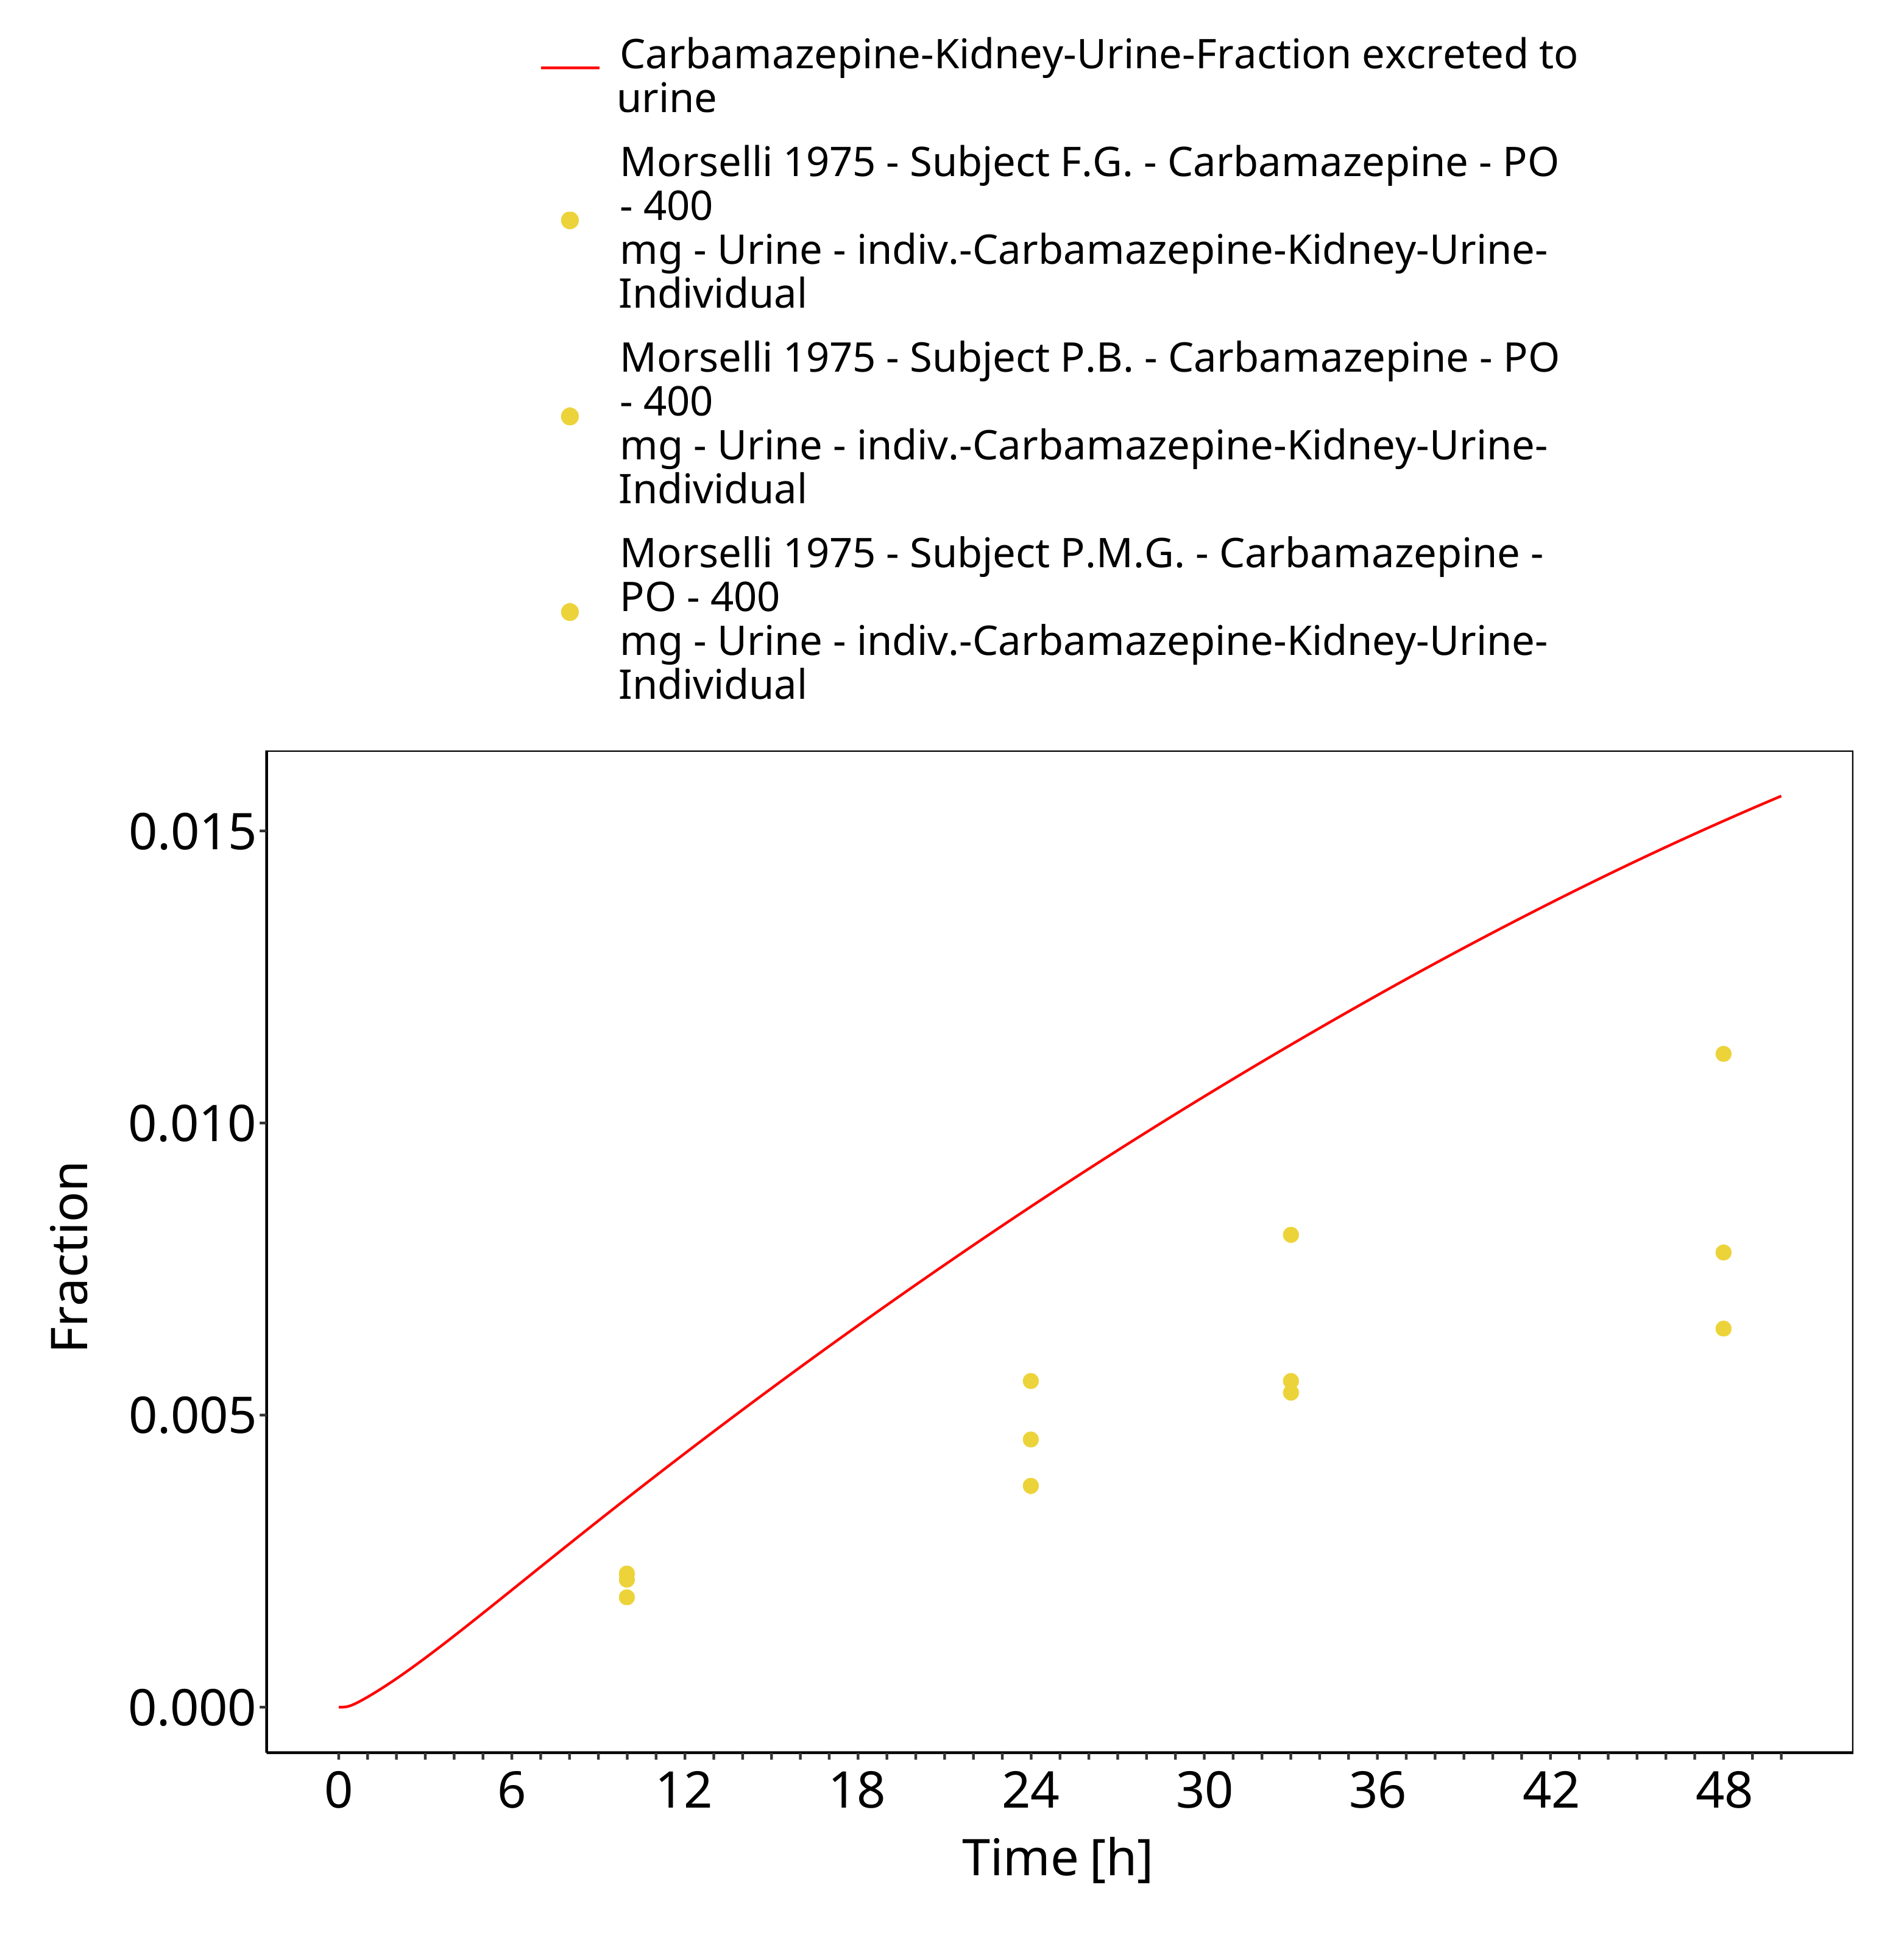 Carbamazepine-Kidney-Urine-Fraction excreted to
urine
Morselli 1975 - Subject F.G. - Carbamazepine - PO
- 400
mg - Urine - indiv.-Carbamazepine-Kidney-Urine-
Individual
Morselli 1975 - Subject P.B. - Carbamazepine - PO
- 400
mg - Urine - indiv.-Carbamazepine-Kidney-Urine-
Individual
Morselli 1975 - Subject P.M.G. - Carbamazepine -
PO - 400
mg - Urine - indiv.-Carbamazepine-Kidney-Urine-
Individual
0.015
0.010
0.005
0.000
Fraction
0 6 12 18 24 30 36 42 48
Time [h]